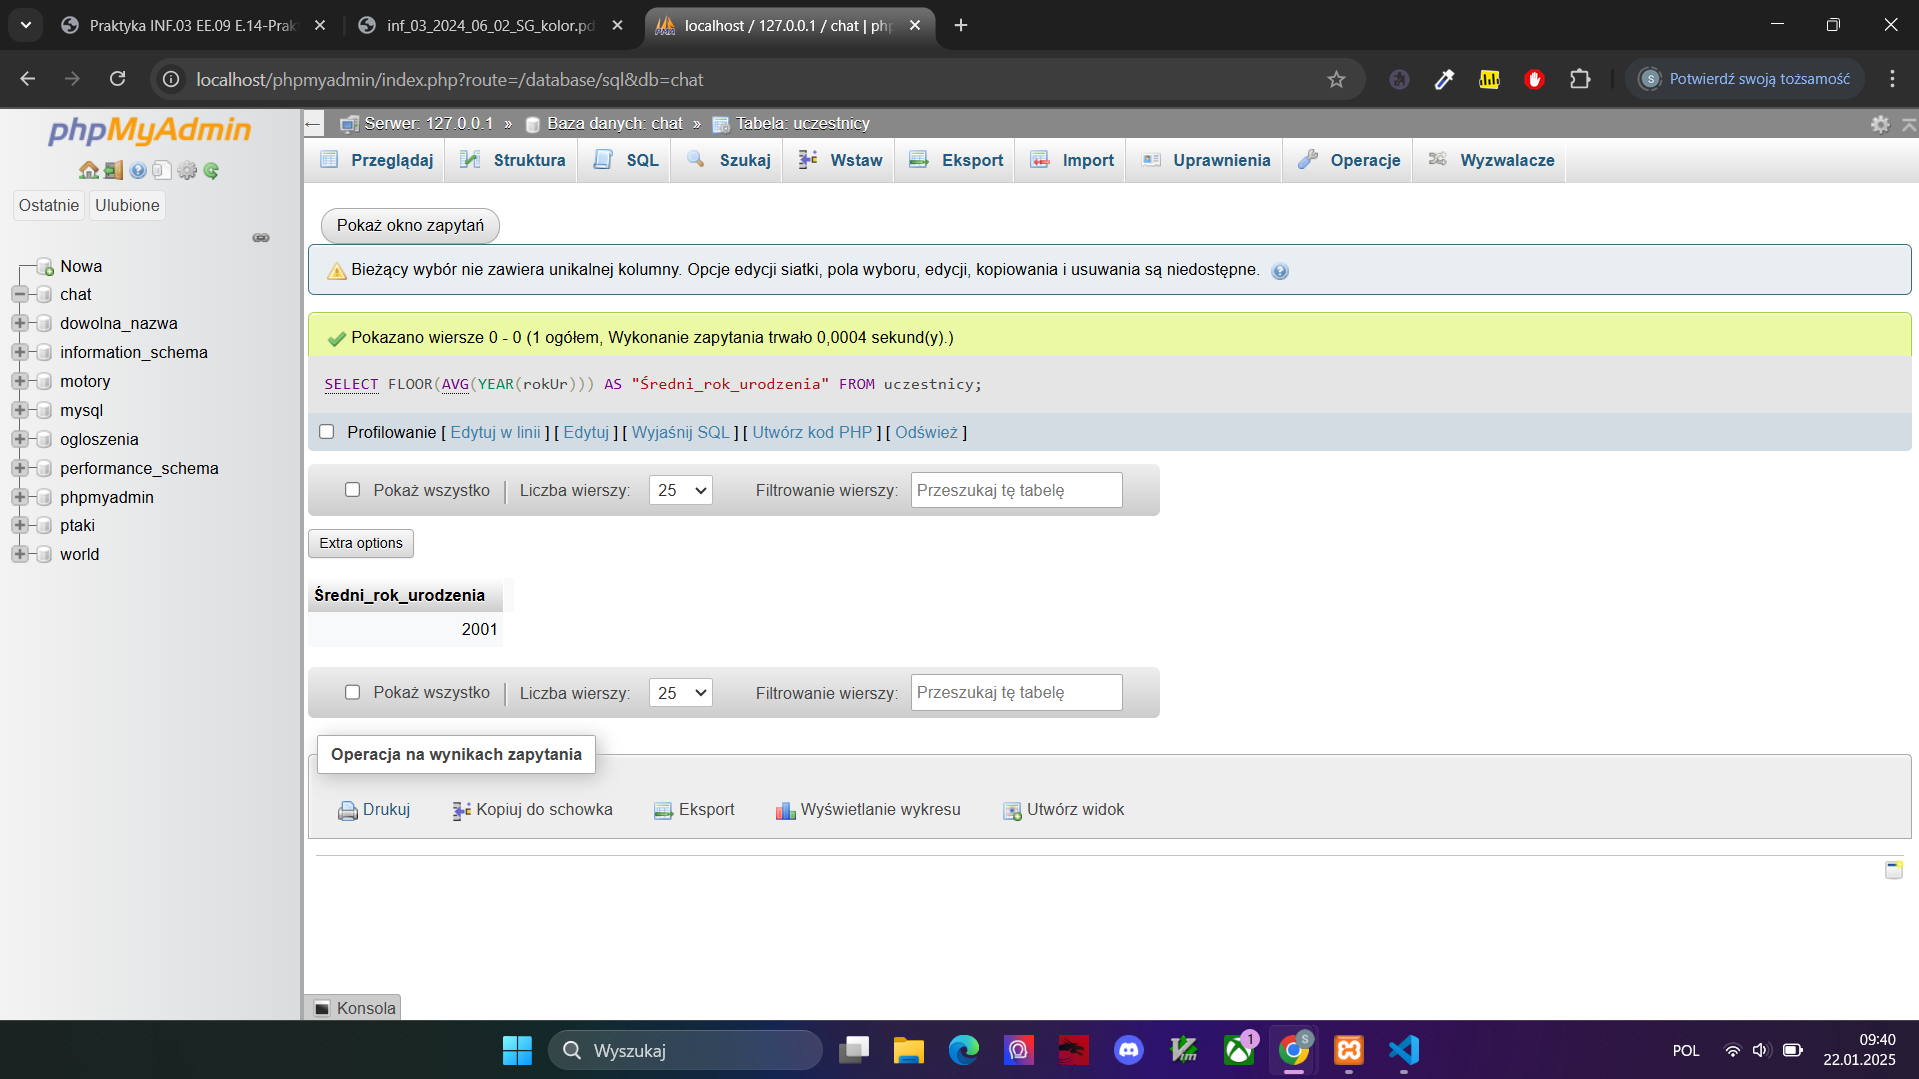 Praktyka INF.03 EE.09 E.14-Prak
inf_03_2024_06_02_SG_kolor.pd
localhost / 127.0.0.1 / chat | ph
localhost/phpmyadmin/index.php?route=/database/sql&db=chat
S
Potwierdź swoją tożsamość
phpMyAdmin
Ostatnie
Ulubione
Nowa
chat
dowolna_nazwa
information_schema
motory
mysql
ogloszenia
performance_schema
phpmyadmin
ptaki
world
Serwer: 127.0.0.1 » Baza danych: chat » Tabela: uczestnicy
Przeglądaj
Struktura
SQL
Szukaj
Wstaw
Eksport
Import
Uprawnienia
Operacje
Wyzwalacze
Pokaż okno zapytań
Bieżący wybór nie zawiera unikalnej kolumny. Opcje edycji siatki, pola wyboru, edycji, kopiowania i usuwania są niedostępne.
Pokazano wiersze 0 - 0 (1 ogółem, Wykonanie zapytania trwało 0,0004 sekund(y).)
SELECT FLOOR(AVG(YEAR(rokUr))) AS "Średni_rok_urodzenia" FROM uczestnicy;
Profilowanie [ Edytuj w linii ] [ Edytuj ] [ Wyjaśnij SQL ] [ Utwórz kod PHP ] [ Odśwież ]
Pokaż wszystko
Liczba wierszy:
25
Filtrowanie wierszy:
Przeszukaj tę tabelę
Extra options
Średni_rok_urodzenia
2001
Pokaż wszystko
Liczba wierszy:
25
Filtrowanie wierszy:
Przeszukaj tę tabelę
Operacja na wynikach zapytania
Drukuj
Kopiuj do schowka
Eksport
Wyświetlanie wykresu
Utwórz widok
Konsola
Wyszukaj
1
S
POL
09:40
22.01.2025